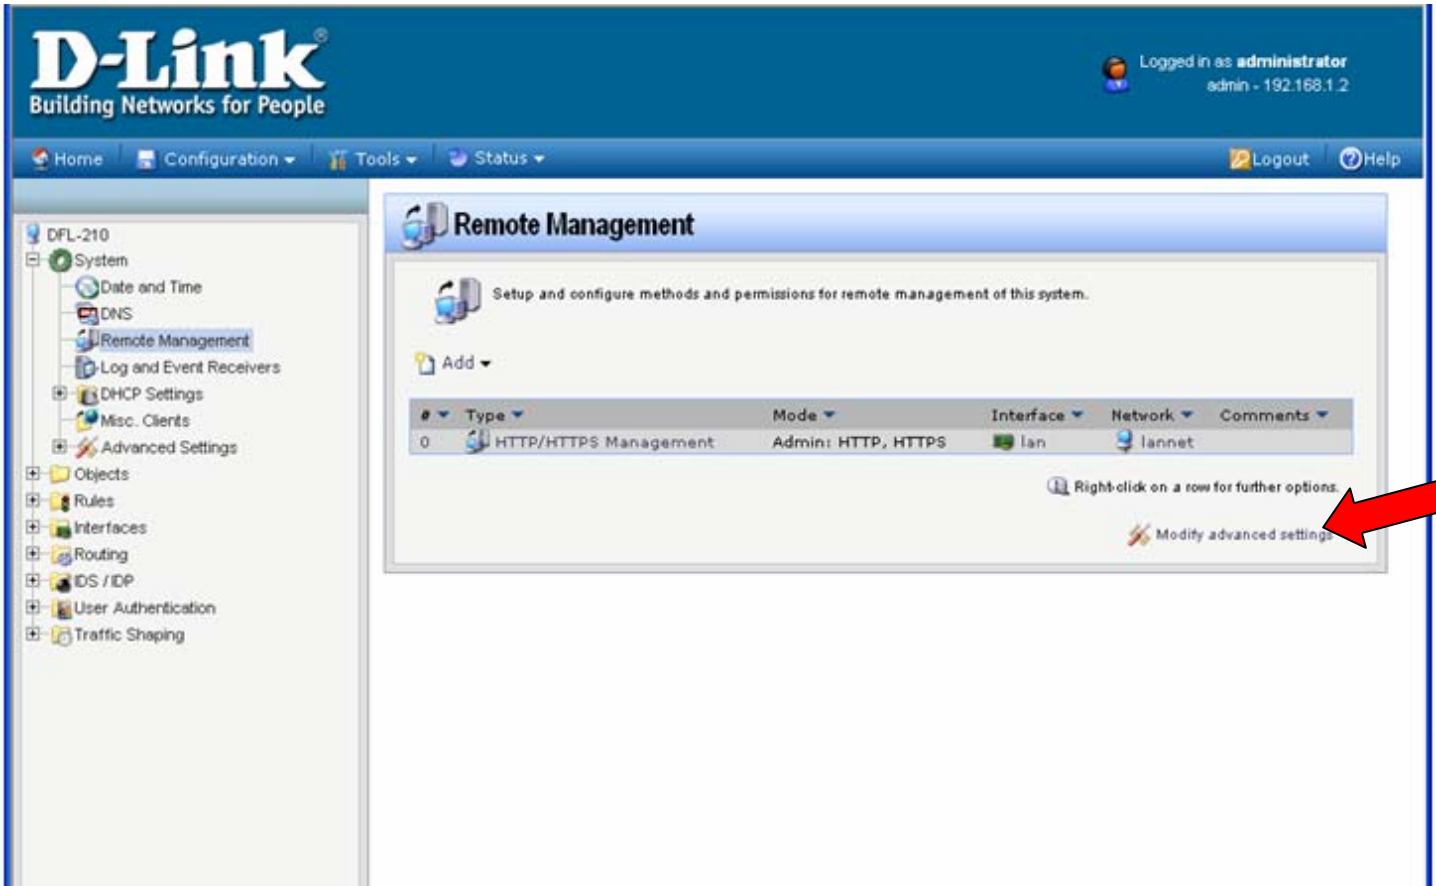 D-Link®
Building Networks for People
Logged in as administrator
admin - 192.168.1.2
Home Configuration Tools Status Logout Help
DFL-210
System
Date and Time
DNS
Remote Management
Log and Event Receivers
DHCP Settings
Misc. Clients
Advanced Settings
Objects
Rules
Interfaces
Routing
IDS / IDP
User Authentication
Traffic Shaping
Remote Management
Setup and configure methods and permissions for remote management of this system.
Add
# Type Mode Interface Network Comments
0 HTTP/HTTPS Management Admin: HTTP, HTTPS lan lannet
Right-click on a row for further options.
Modify advanced settings